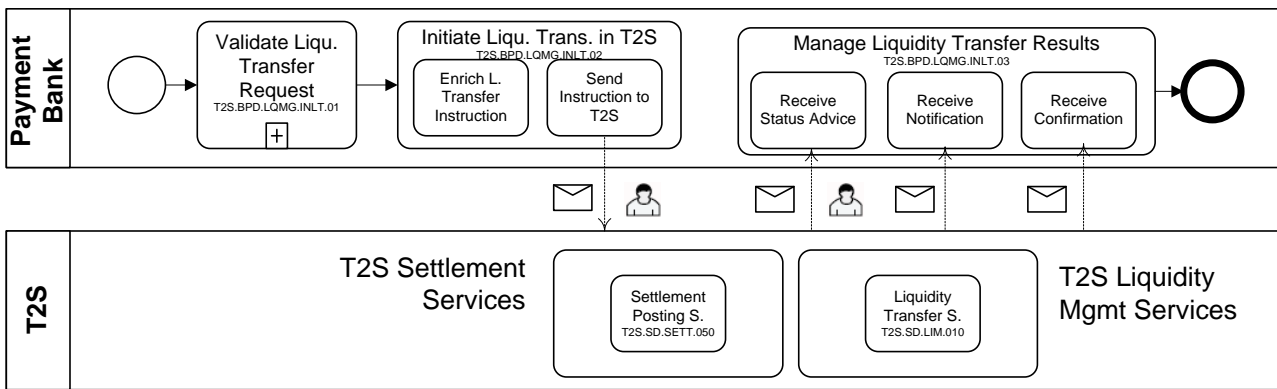 Payment
Bank
Validate Liqu.
Transfer
Request
T2S.BPD.LQMG.INLT.01
+
Initiate Liqu. Trans. in T2S
T2S.BPD.LQMG.INLT.02
Enrich L.
Transfer
Instruction
Send
Instruction to
T2S
Manage Liquidity Transfer Results
T2S.BPD.LQMG.INLT.03
Receive
Status Advice
Receive
Notification
Receive
Confirmation
T2S
T2S Settlement
Services
Settlement
Posting S.
T2S.SD.SETT.050
Liquidity
Transfer S.
T2S.SD.LIM.010
T2S Liquidity
Mgmt Services